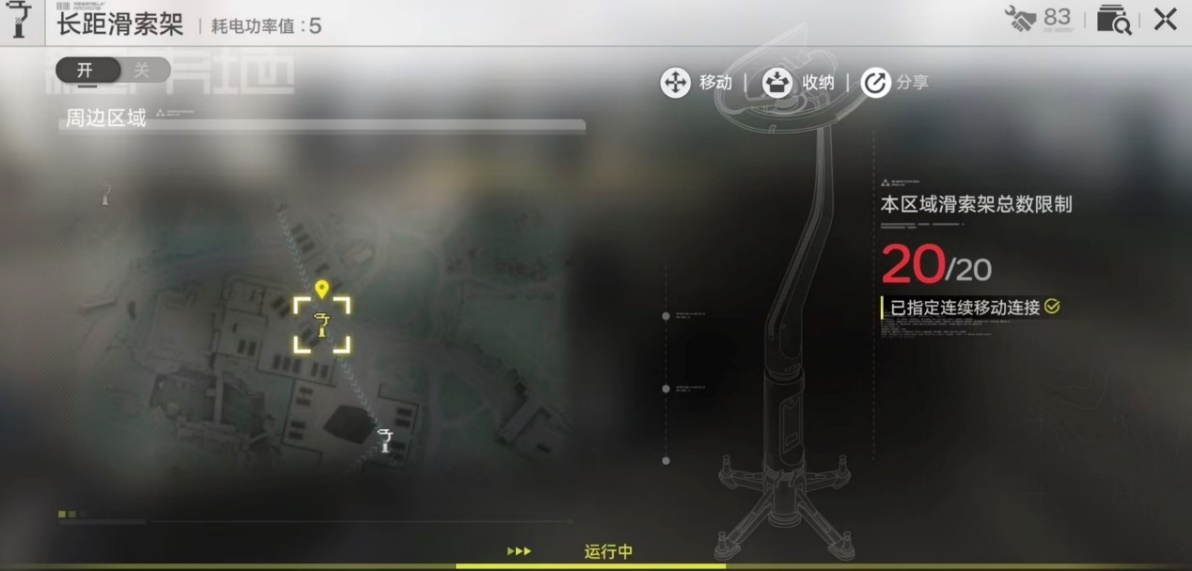 长距滑索架 耗电功率值:5
83
开 关
移动 收纳 分享
周边区域
本区域滑索架总数限制
20/20
已指定连续移动连接
运行中